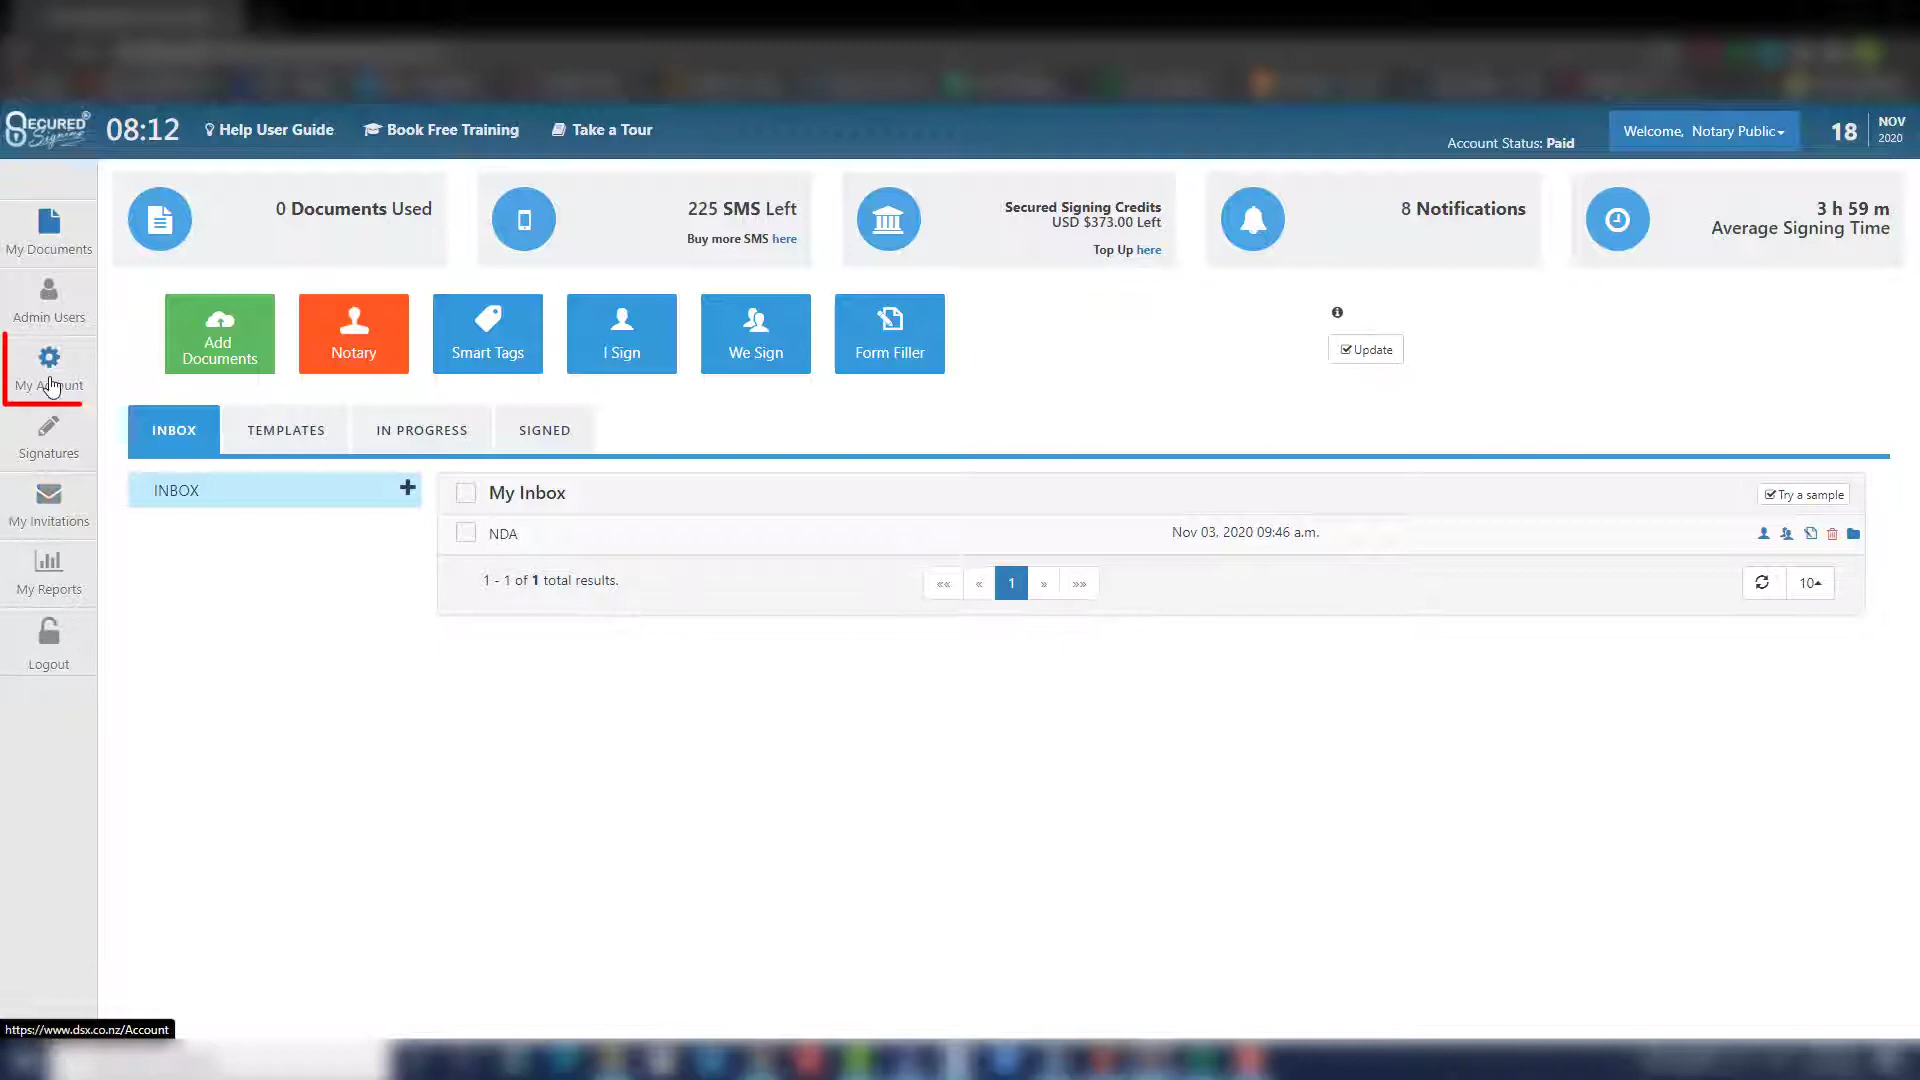 SECURED
Signing
08:12
Help User Guide
Book Free Training
Take a Tour
Account Status: Paid
Welcome, Notary Public
18
NOV
2020
My Documents
Admin Users
My Account
Signatures
My Invitations
My Reports
Logout
0 Documents Used
225 SMS Left
Buy more SMS here
Secured Signing Credits
USD $373.00 Left
Top Up here
8 Notifications
3 h 59 m
Average Signing Time
Add
Documents
Notary
Smart Tags
I Sign
We Sign
Form Filler
Update
INBOX
TEMPLATES
IN PROGRESS
SIGNED
INBOX
My Inbox
Try a sample
NDA
Nov 03, 2020 09:46 a.m.
1 - 1 of 1 total results.
«« « 1 » »»
10
https://www.dsx.co.nz/Account